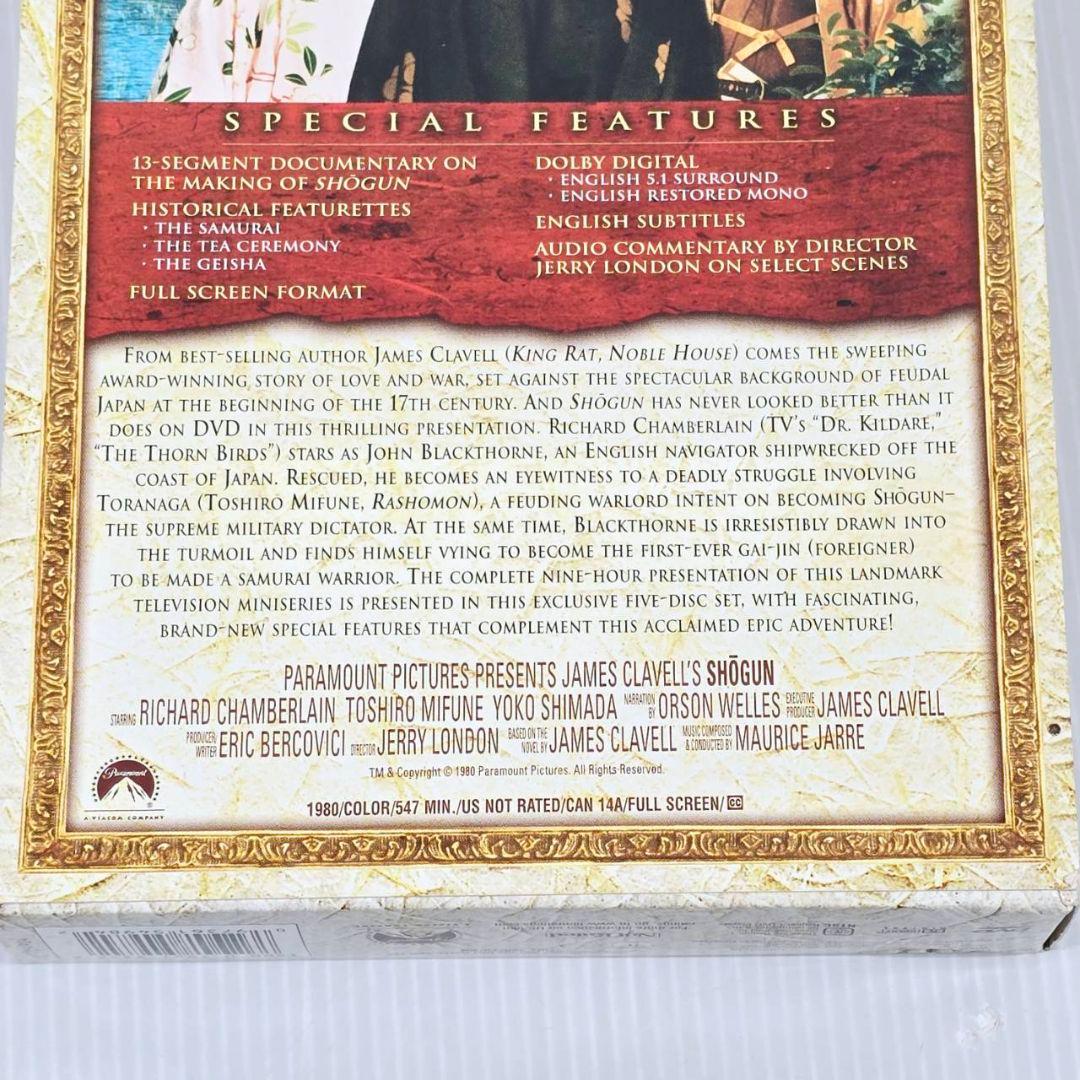 SPECIAL FEATURES
13-SEGMENT DOCUMENTARY ON
THE MAKING OF SHŌGUN
HISTORICAL FEATURETTES
• THE SAMURAI
• THE TEA CEREMONY
• THE GEISHA
FULL SCREEN FORMAT
DOLBY DIGITAL
• ENGLISH 5.1 SURROUND
• ENGLISH RESTORED MONO
ENGLISH SUBTITLES
AUDIO COMMENTARY BY DIRECTOR
JERRY LONDON ON SELECT SCENES
FROM BEST-SELLING AUTHOR JAMES CLAVELL (KING RAT, NOBLE HOUSE) COMES THE SWEEPING
AWARD-WINNING STORY OF LOVE AND WAR, SET AGAINST THE SPECTACULAR BACKGROUND OF FEUDAL
JAPAN AT THE BEGINNING OF THE 17TH CENTURY. AND SHŌGUN HAS NEVER LOOKED BETTER THAN IT
DOES ON DVD IN THIS THRILLING PRESENTATION. RICHARD CHAMBERLAIN (TV'S "DR. KILDARE,"
"THE THORN BIRDS") STARS AS JOHN BLACKTHORNE, AN ENGLISH NAVIGATOR SHIPWRECKED OFF THE
COAST OF JAPAN. RESCUED, HE BECOMES AN EYEWITNESS TO A DEADLY STRUGGLE INVOLVING
TORANAGA (TOSHIRO MIFUNE, RASHOMON), A FEUDING WARLORD INTENT ON BECOMING SHŌGUN–
THE SUPREME MILITARY DICTATOR. AT THE SAME TIME, BLACKTHORNE IS IRRESISTIBLY DRAWN INTO
THE TURMOIL AND FINDS HIMSELF VYING TO BECOME THE FIRST-EVER GAI-JIN (FOREIGNER)
TO BE MADE A SAMURAI WARRIOR. THE COMPLETE NINE-HOUR PRESENTATION OF THIS LANDMARK
TELEVISION MINISERIES IS PRESENTED IN THIS EXCLUSIVE FIVE-DISC SET, WITH FASCINATING,
BRAND-NEW SPECIAL FEATURES THAT COMPLEMENT THIS ACCLAIMED EPIC ADVENTURE!
PARAMOUNT PICTURES PRESENTS JAMES CLAVELL'S SHŌGUN
STARRING RICHARD CHAMBERLAIN TOSHIRO MIFUNE YOKO SHIMADA NARRATION BY ORSON WELLES EXECUTIVE PRODUCER JAMES CLAVELL
PRODUCER/WRITER ERIC BERCOVICI DIRECTOR JERRY LONDON BASED ON THE NOVEL BY JAMES CLAVELL MUSIC COMPOSED & CONDUCTED BY MAURICE JARRE
TM & Copyright © 1980 Paramount Pictures. All Rights Reserved.
1980/COLOR/547 MIN./US NOT RATED/CAN 14A/FULL SCREEN/CC
Paramount
A VIACOM COMPANY